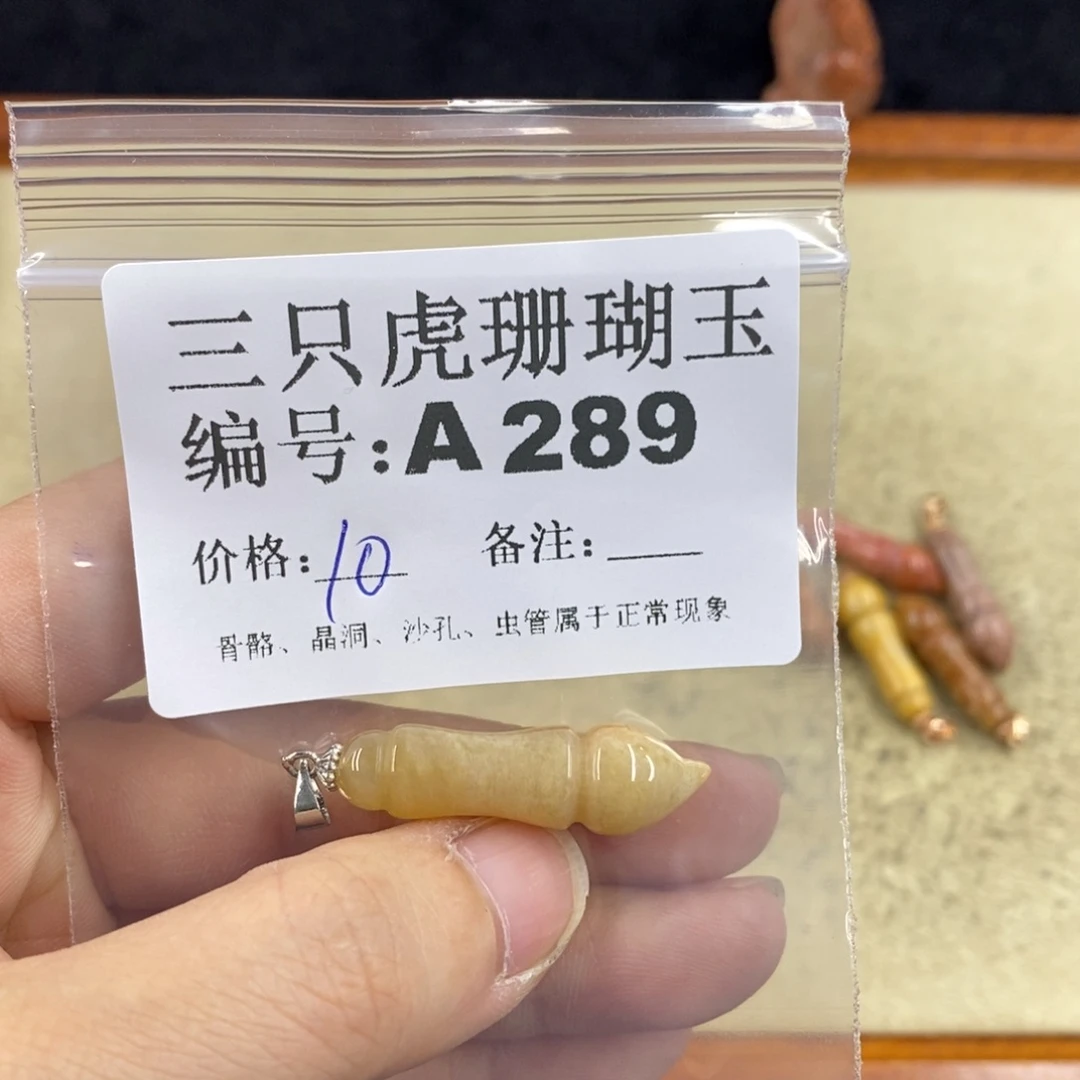 三只虎珊瑚玉
编号:A289
价格:10 备注:____
骨骼、晶洞、沙孔、虫管属于正常现象